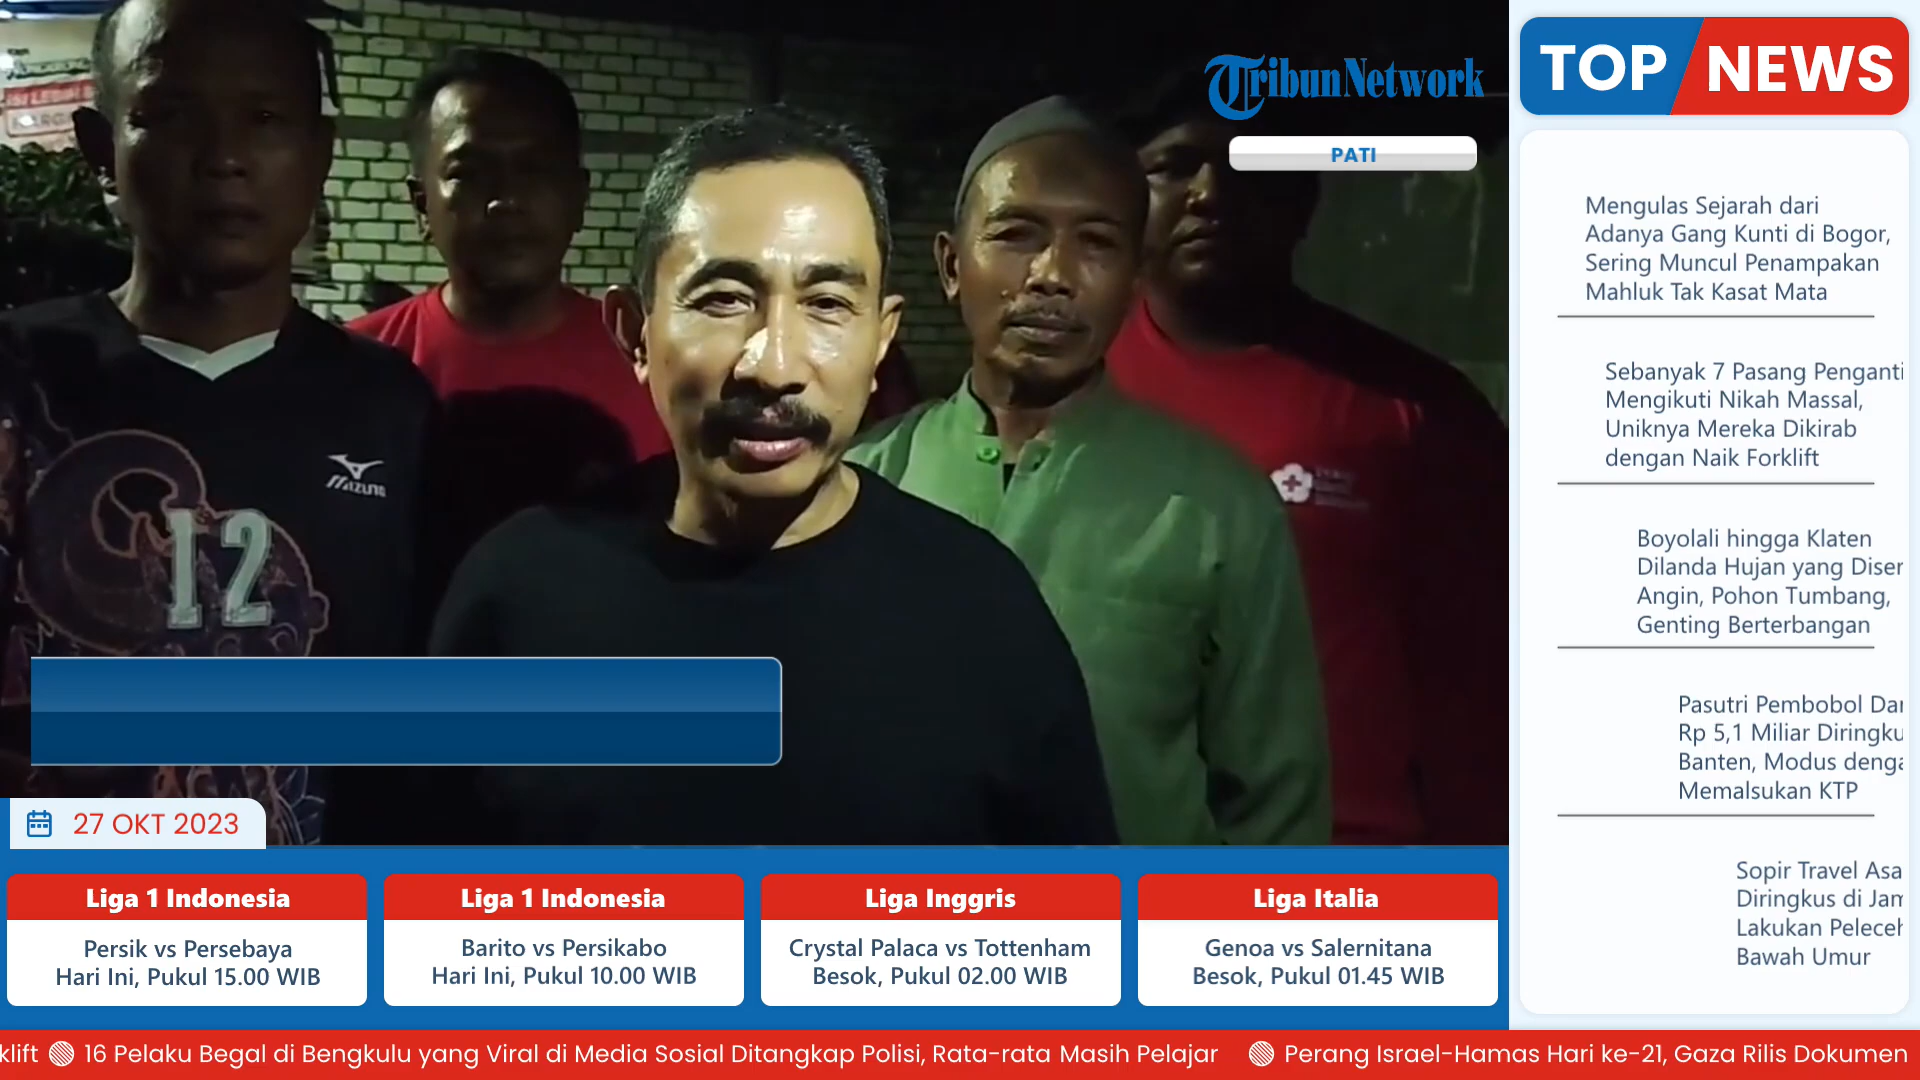 TribunNetwork
PATI
MIZUNO
12
27 OKT 2023
Liga 1 Indonesia
Persik vs Persebaya
Hari Ini, Pukul 15.00 WIB
Liga 1 Indonesia
Barito vs Persikabo
Hari Ini, Pukul 10.00 WIB
Liga Inggris
Crystal Palaca vs Tottenham
Besok, Pukul 02.00 WIB
Liga Italia
Genoa vs Salernitana
Besok, Pukul 01.45 WIB
TOP NEWS
Mengulas Sejarah dari
Adanya Gang Kunti di Bogor,
Sering Muncul Penampakan
Mahluk Tak Kasat Mata
Sebanyak 7 Pasang Penganti
Mengikuti Nikah Massal,
Uniknya Mereka Dikirab
dengan Naik Forklift
Boyolali hingga Klaten
Dilanda Hujan yang Diser
Angin, Pohon Tumbang,
Genting Berterbangan
Pasutri Pembobol Dan
Rp 5,1 Miliar Diringku
Banten, Modus denga
Memalsukan KTP
Sopir Travel Asa
Diringkus di Jam
Lakukan Peleceh
Bawah Umur
klift 16 Pelaku Begal di Bengkulu yang Viral di Media Sosial Ditangkap Polisi, Rata-rata Masih Pelajar Perang Israel-Hamas Hari ke-21, Gaza Rilis Dokumen